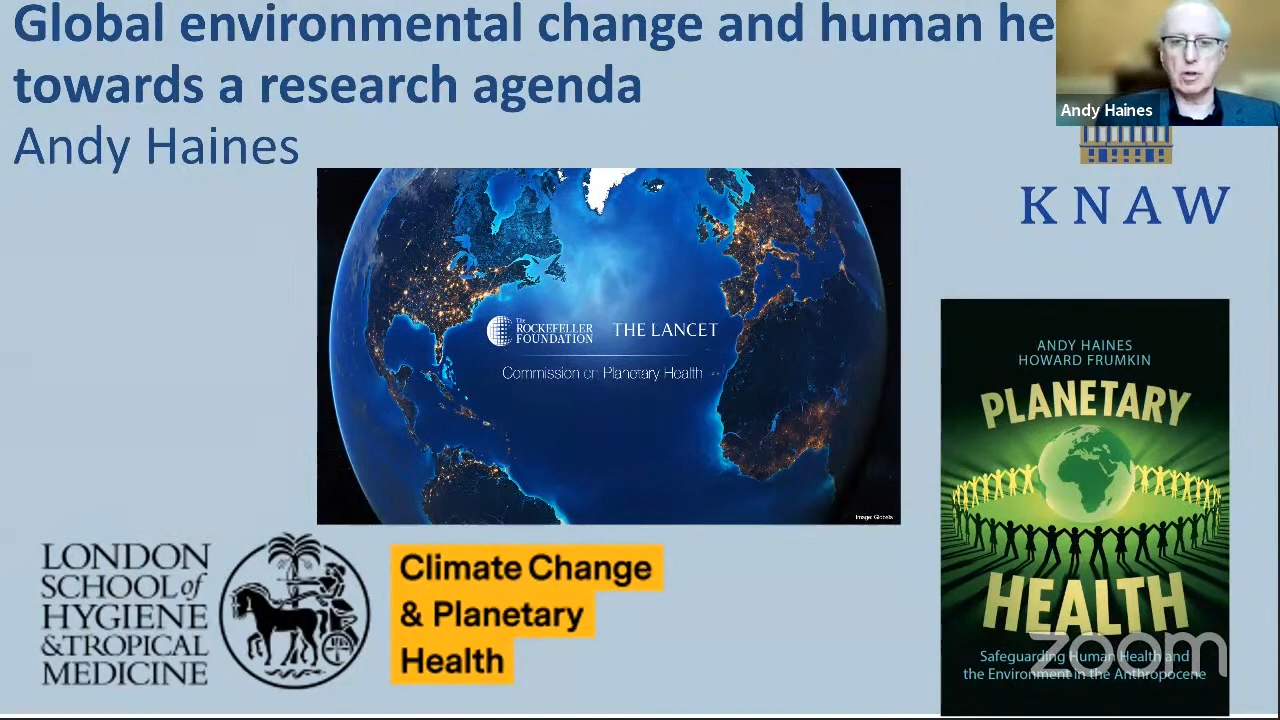 Global environmental change and human he
towards a research agenda
Andy Haines
Andy Haines
KNAW
The
ROCKEFELLER
FOUNDATION
THE LANCET
Commission on Planetary Health
Image: Globaïa
ANDY HAINES
HOWARD FRUMKIN
PLANETARY
HEALTH
Safeguarding Human Health and
the Environment in the Anthropocene
zoom
LONDON
SCHOOL of
HYGIENE
& TROPICAL
MEDICINE
Climate Change
& Planetary
Health